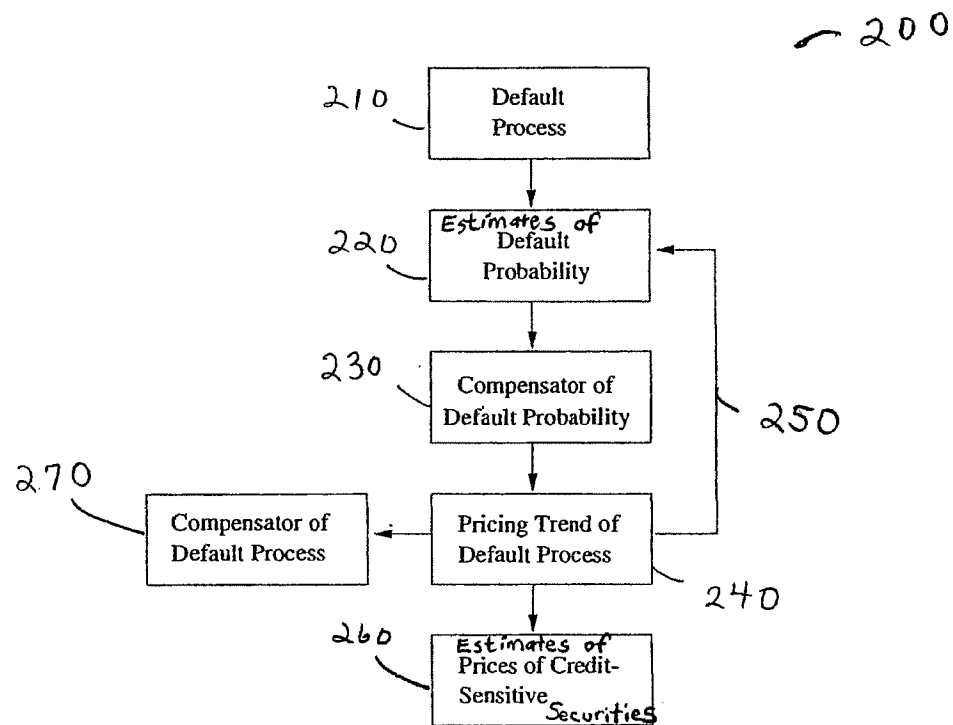 200
210
Default
Process
220
Estimates of
Default
Probability
230
Compensator of
Default Probability
250
270
Compensator of
Default Process
Pricing Trend of
Default Process
240
260
Estimates of
Prices of Credit-
Sensitive
Securities